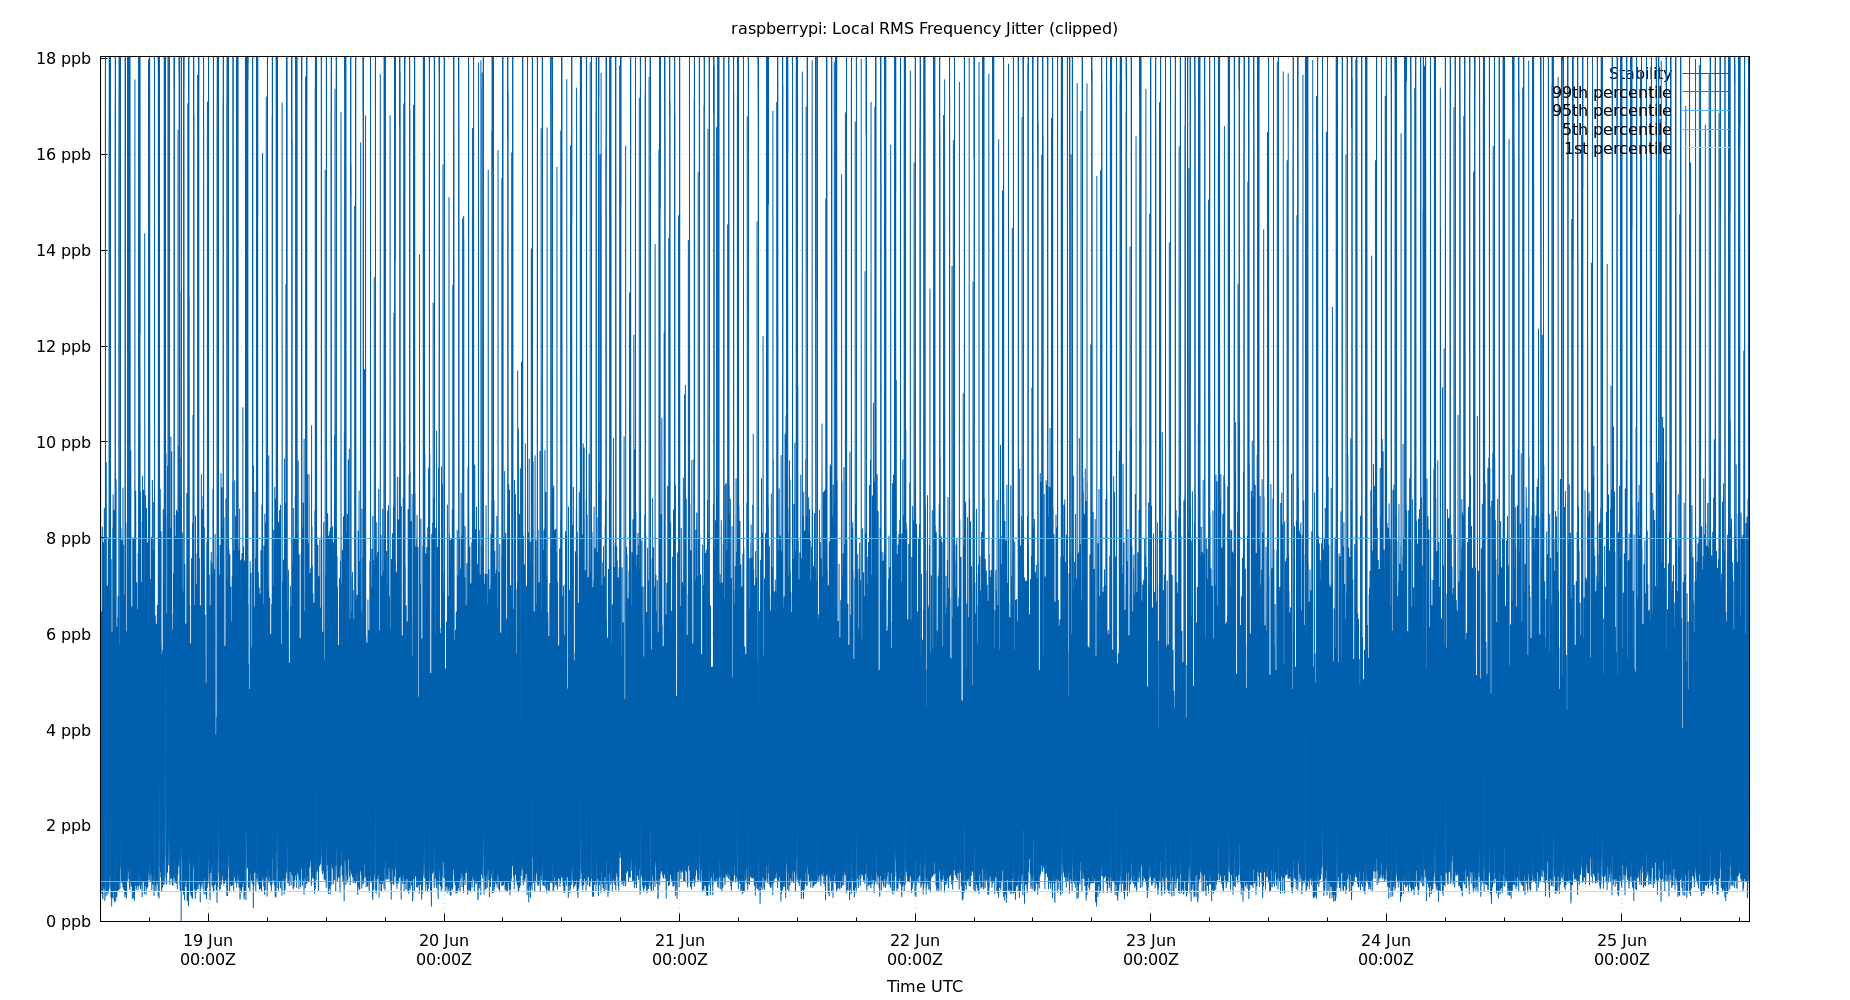 raspberrypi: Local RMS Frequency Jitter (clipped)
18 ppb
16 ppb
14 ppb
12 ppb
10 ppb
8 ppb
6 ppb
4 ppb
2 ppb
0 ppb
Stability
99th percentile
95th percentile
5th percentile
1st percentile
19 Jun 20 Jun 21 Jun 22 Jun 23 Jun 24 Jun 25 Jun
00:00Z 00:00Z 00:00Z 00:00Z 00:00Z 00:00Z 00:00Z
Time UTC